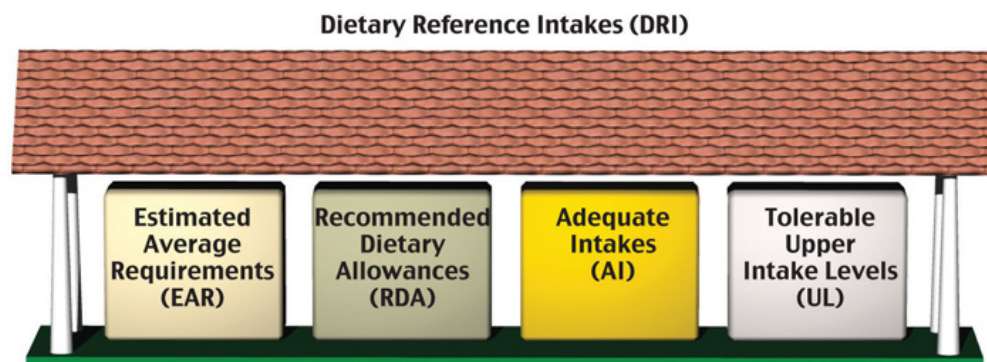 Dietary Reference Intakes (DRI)
Estimated
Average
Requirements
(EAR)
Recommended
Dietary
Allowances
(RDA)
Adequate
Intakes
(AI)
Tolerable
Upper
Intake Levels
(UL)